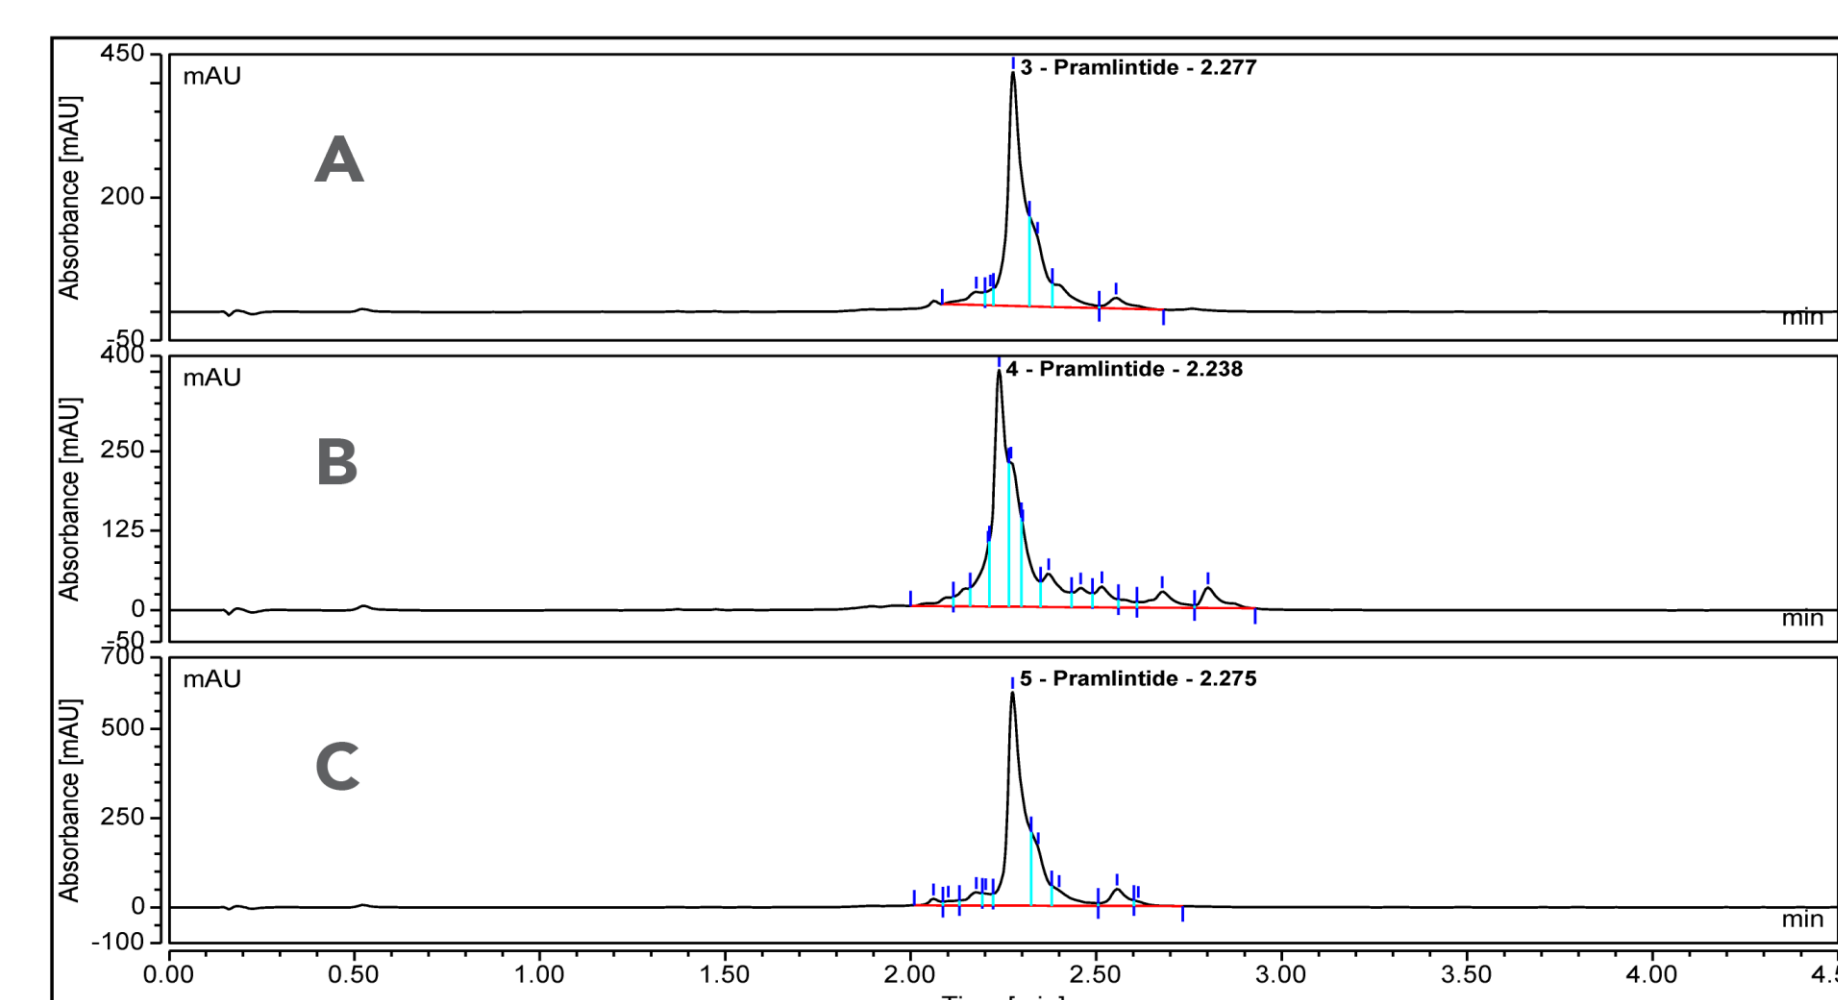 450
mAU
3 - Pramlintide - 2.277
A
Absorbance [mAU]
200
min
-50
400
mAU
4 - Pramlintide - 2.238
B
Absorbance [mAU]
250
125
0
min
-50
700
mAU
5 - Pramlintide - 2.275
C
Absorbance [mAU]
500
250
0
min
-100
0.00 0.50 1.00 1.50 2.00 2.50 3.00 3.50 4.00